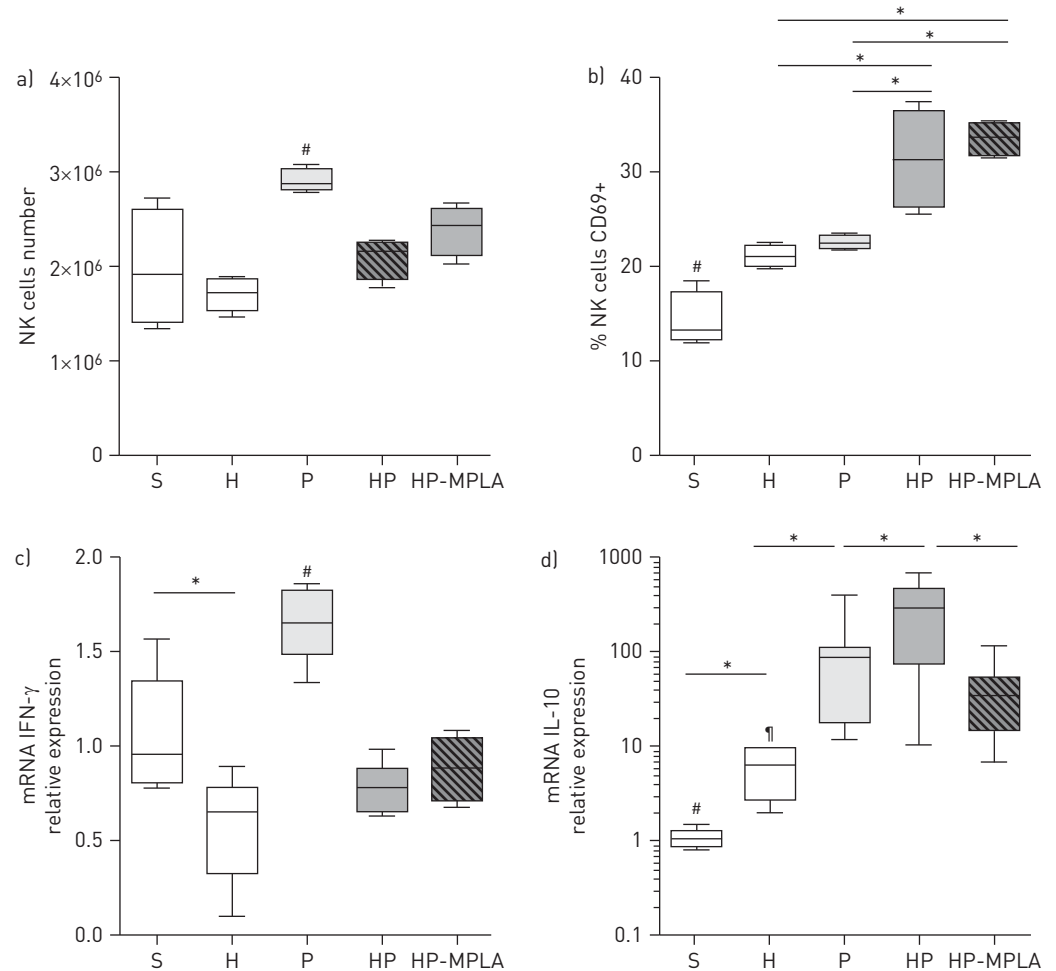 a)
NK cells number
4×10⁶
3×10⁶
2×10⁶
1×10⁶
0
#
S H P HP HP-MPLA
b)
% NK cells CD69+
40
30
20
10
0
*
*
*
*
#
S H P HP HP-MPLA
c)
mRNA IFN-γ
relative expression
2.0
1.5
1.0
0.5
0.0
*
#
S H P HP HP-MPLA
d)
mRNA IL-10
relative expression
1000
100
10
1
0.1
* * *
*
¶
#
S H P HP HP-MPLA